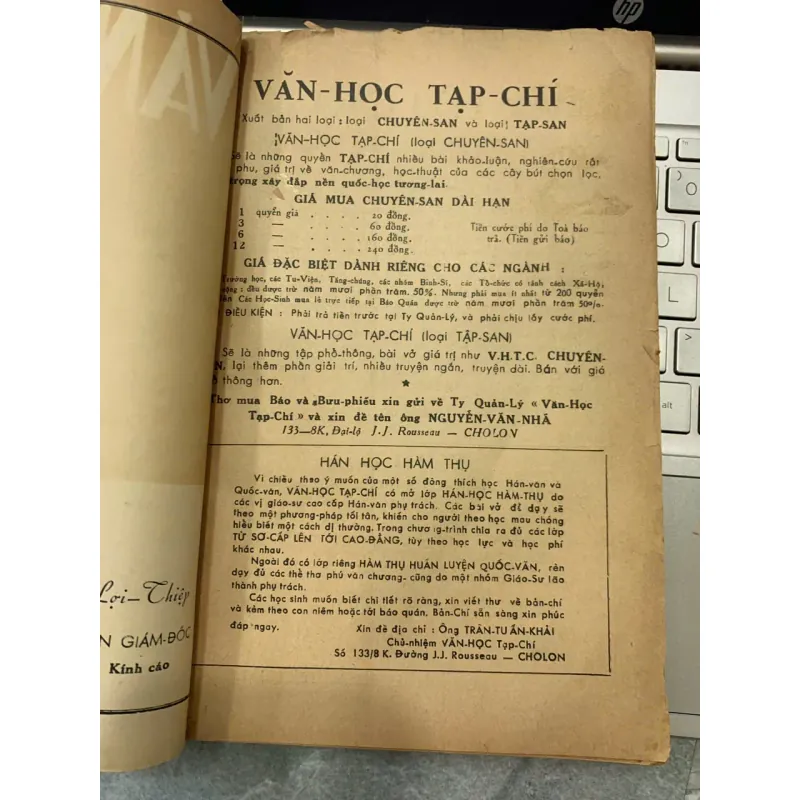 hp
VĂN-HỌC TẠP-CHÍ
Xuất bản hai loại : loại CHUYÊN-SAN và loại TẠP-SAN
VĂN-HỌC TẠP-CHÍ (loại CHUYÊN-SAN)
Sẽ là những quyển TẠP-CHÍ nhiều bài khảo-luận, nghiên-cứu rất
phú, giá trị về văn-chương, học-thuật của các cây bút chọn lọc,
trọng xây đắp nền quốc-học tương-lai.
GIÁ MUA CHUYÊN-SAN DÀI HẠN
1 quyển giá . . . . 20 đồng.
3 — . . . . 60 đồng. Tiền cước phí do Toà báo
6 — . . . . 160 đồng. trả. (Tiền gửi báo)
12 — . . . . 240 đồng.
GIÁ ĐẶC BIỆT DÀNH RIÊNG CHO CÁC NGÀNH :
Trường học, các Tu-Viện, Tăng-chúng, các nhóm Binh-Sĩ, các Tổ-chức có tánh cách Xã-Hộ,
ộng : đều được trừ năm mươi phần trăm. 50%. Nhưng phải mua ít nhất từ 200 quyển
ên Các Học-Sinh mua lẻ trực tiếp tại Báo Quán được trừ năm mươi phần trăm 50%.
ĐIỀU KIỆN : Phải trả tiền trước tại Ty Quản-Lý, và phải chịu lấy cước phí.
VĂN-HỌC TẠP-CHÍ (loại TẬP-SAN)
Sẽ là những tập phổ-thông, bài vở giá trị như V.H.T.C. CHUYÊN-
N, lại thêm phần giải trí, nhiều truyện ngắn, truyện dài. Bán với giá
ổ thông hơn.
Thơ mua Báo và Bưu-phiếu xin gửi về Ty Quản-Lý « Văn-Học
Tạp-Chí » và xin đề tên ông NGUYỄN-VĂN-NHÃ
133—8K, Đại-lộ J.J. Rousseau — CHOLON
HÁN HỌC HÀM THỤ
Vì chiều theo ý muốn của một số đông thích học Hán-văn và
Quốc-văn, VĂN-HỌC TẠP-CHÍ có mở lớp HÁN-HỌC HÀM-THỤ do
các vị giáo-sư cao cấp Hán-văn phụ trách. Các bài vở đỉ dạy sẽ
theo một phương-pháp tối tân, khiến cho người theo học mau chóng
hiểu biết một cách dị thường. Trong chương-trình chia ra đủ các lớp
TỪ SƠ-CẤP LÊN TỚI CAO-ĐẲNG, tùy theo học lực và học phí
khác nhau.
Ngoài đó có lớp riêng HÀM THỤ HUẤN LUYỆN QUỐC-VĂN, rèn
dạy đủ các thể thơ phú văn chương- cũng do một nhóm Giáo-Sư lão
thành phụ trách.
Các học sinh muốn biết chi tiết rõ ràng, xin viết thư về bản-chí
và kèm theo con niêm hoặc tới báo quán. Bản-Chí sẵn sàng xin phúc
đáp ngay. Xin đề địa chỉ : Ông TRẦN-TUẤN-KHẢI
Chủ-nhiệm VĂN-HỌC Tạp-Chí
Số 133/8 K. Đường J.J. Rousseau — CHOLON
Lợi-Thiệp
N GIÁM-ĐỐC
Kính cáo